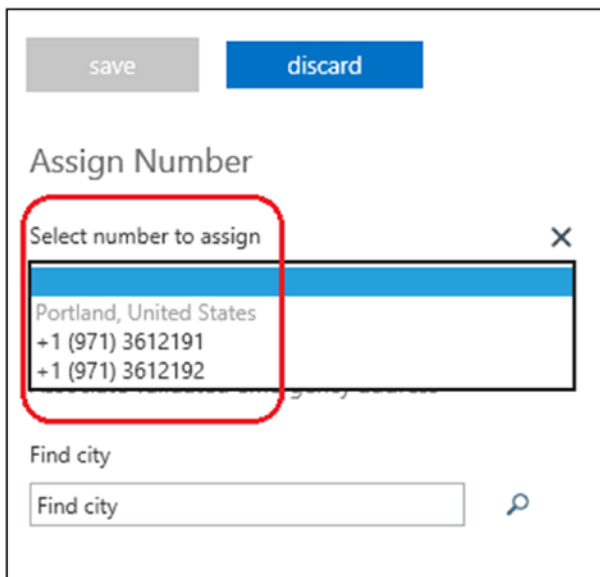 save
discard
Assign Number
Select number to assign
Portland, United States
+1 (971) 3612191
+1 (971) 3612192
Find city
Find city